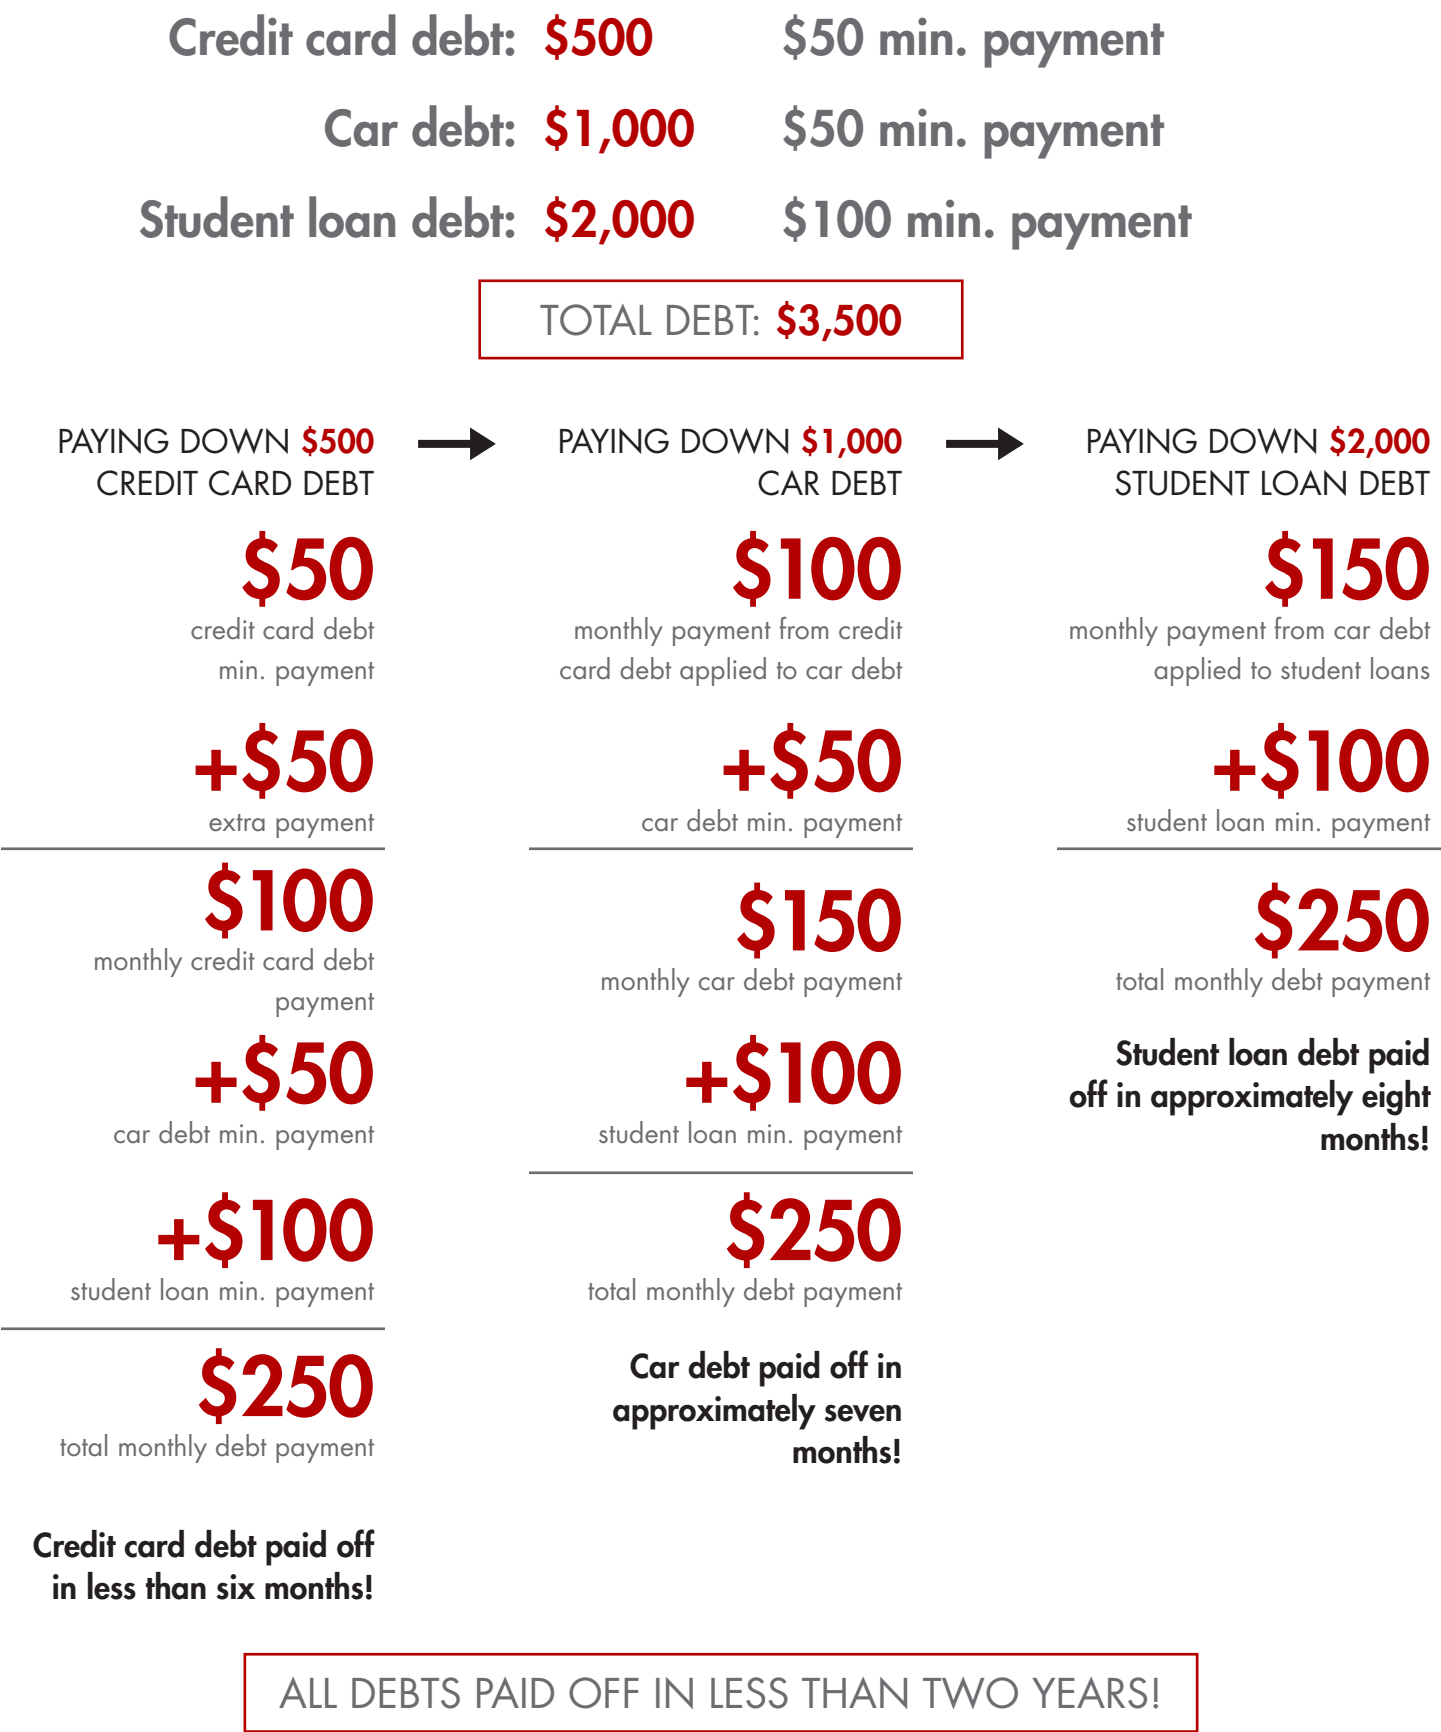 Credit card debt: $500 $50 min. payment
Car debt: $1,000 $50 min. payment
Student loan debt: $2,000 $100 min. payment
TOTAL DEBT: $3,500
PAYING DOWN $500
CREDIT CARD DEBT
$50
credit card debt
min. payment
+$50
extra payment
$100
monthly credit card debt
payment
+$50
car debt min. payment
+$100
student loan min. payment
$250
total monthly debt payment
Credit card debt paid off
in less than six months!
PAYING DOWN $1,000
CAR DEBT
$100
monthly payment from credit
card debt applied to car debt
+$50
car debt min. payment
$150
monthly car debt payment
+$100
student loan min. payment
$250
total monthly debt payment
Car debt paid off in
approximately seven
months!
PAYING DOWN $2,000
STUDENT LOAN DEBT
$150
monthly payment from car debt
applied to student loans
+$100
student loan min. payment
$250
total monthly debt payment
Student loan debt paid
off in approximately eight
months!
ALL DEBTS PAID OFF IN LESS THAN TWO YEARS!